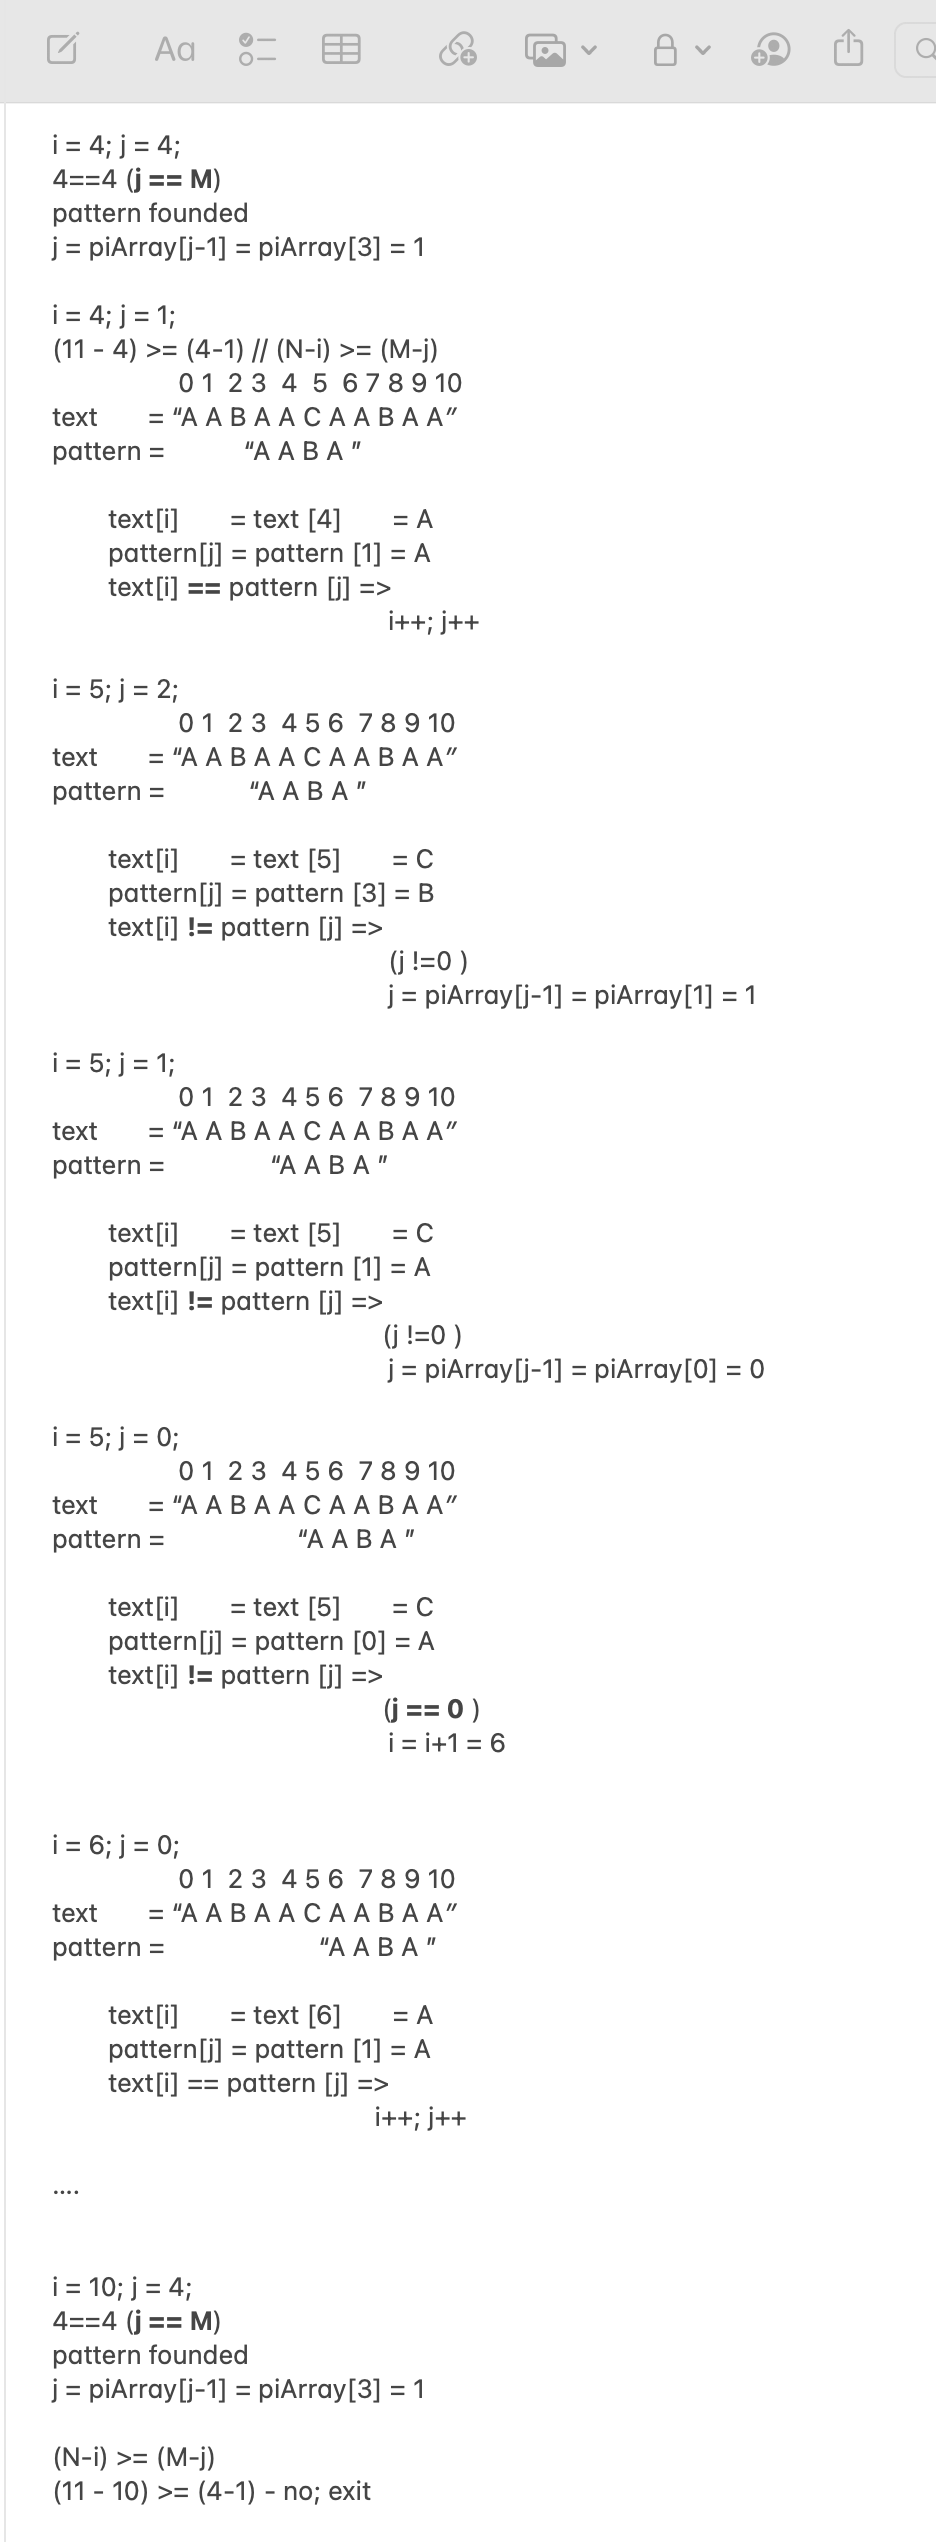 Aa
i = 4; j = 4;
4==4 (j == M)
pattern founded
j = piArray[j-1] = piArray[3] = 1
i = 4; j = 1;
(11 - 4) >= (4-1) // (N-i) >= (M-j)
0 1 2 3 4 5 6 7 8 9 10
text = “A A B A A C A A B A A”
pattern = “A A B A ”
text[i] = text [4] = A
pattern[j] = pattern [1] = A
text[i] == pattern [j] =>
i++; j++
i = 5; j = 2;
0 1 2 3 4 5 6 7 8 9 10
text = “A A B A A C A A B A A”
pattern = “A A B A ”
text[i] = text [5] = C
pattern[j] = pattern [3] = B
text[i] != pattern [j] =>
(j !=0 )
j = piArray[j-1] = piArray[1] = 1
i = 5; j = 1;
0 1 2 3 4 5 6 7 8 9 10
text = “A A B A A C A A B A A”
pattern = “A A B A ”
text[i] = text [5] = C
pattern[j] = pattern [1] = A
text[i] != pattern [j] =>
(j !=0 )
j = piArray[j-1] = piArray[0] = 0
i = 5; j = 0;
0 1 2 3 4 5 6 7 8 9 10
text = “A A B A A C A A B A A”
pattern = “A A B A ”
text[i] = text [5] = C
pattern[j] = pattern [0] = A
text[i] != pattern [j] =>
(j == 0 )
i = i+1 = 6
i = 6; j = 0;
0 1 2 3 4 5 6 7 8 9 10
text = “A A B A A C A A B A A”
pattern = “A A B A ”
text[i] = text [6] = A
pattern[j] = pattern [1] = A
text[i] == pattern [j] =>
i++; j++
....
i = 10; j = 4;
4==4 (j == M)
pattern founded
j = piArray[j-1] = piArray[3] = 1
(N-i) >= (M-j)
(11 - 10) >= (4-1) - no; exit